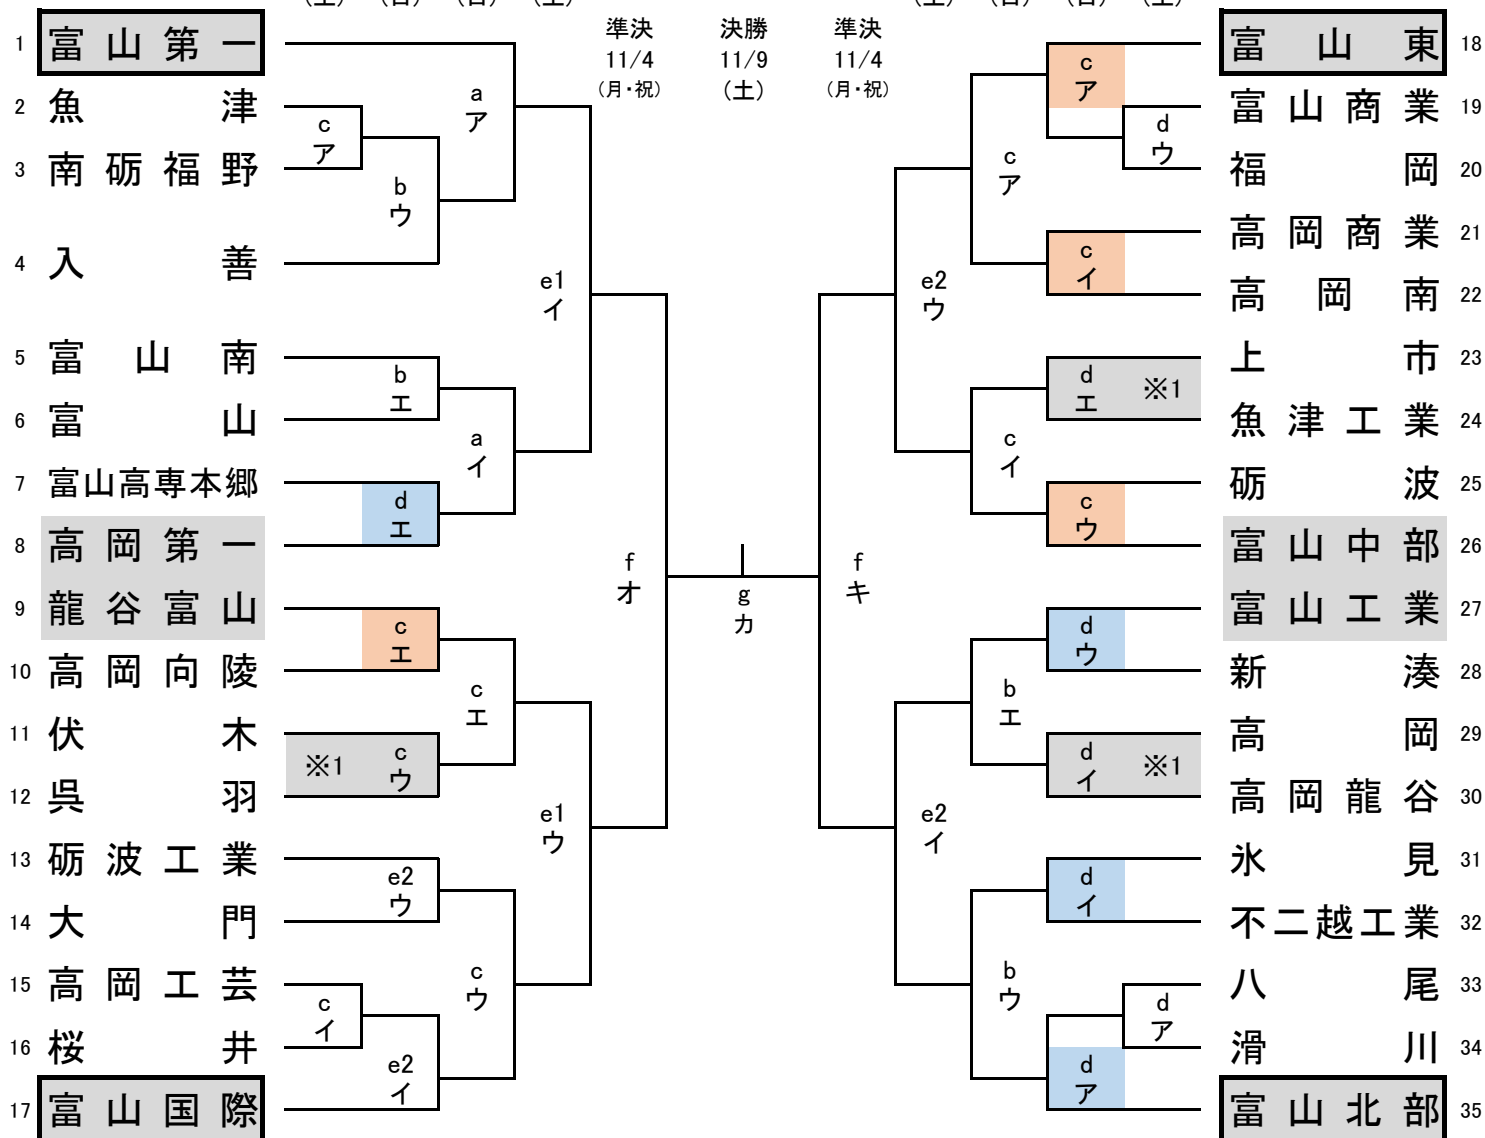 (土) (日) (日) (土)
(土) (日) (日) (土)
準決
11/4
(月・祝)
決勝
11/9
(土)
準決
11/4
(月・祝)
1 富山第一
2 魚津
3 南砺福野
4 入善
5 富山南
6 富山
7 富山高専本郷
8 高岡第一
9 龍谷富山
10 高岡向陵
11 伏木
12 呉羽
13 砺波工業
14 大門
15 高岡工芸
16 桜井
17 富山国際
c
ア
※1 c
ウ
c
イ
b
ウ
b
エ
d
エ
c
エ
e2
ウ
e2
イ
a
ア
a
イ
c
エ
c
ウ
e1
イ
e1
ウ
f
オ
g
カ
f
キ
e2
ウ
e2
イ
c
ア
c
イ
b
エ
b
ウ
c
ア
d
ウ
c
イ
d ※1
エ
c
ウ
d
ウ
d ※1
イ
d
イ
d
ア
d
ア
富山東 18
富山商業 19
福岡 20
高岡商業 21
高岡南 22
上市 23
魚津工業 24
砺波 25
富山中部 26
富山工業 27
新湊 28
高岡 29
高岡龍谷 30
氷見 31
不二越工業 32
八尾 33
滑川 34
富山北部 35